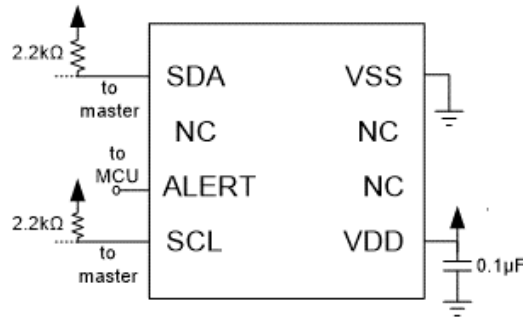 2.2kΩ
SDA
VSS
to
master
NC
NC
to
MCU
ALERT
NC
2.2kΩ
SCL
VDD
to
master
0.1µF